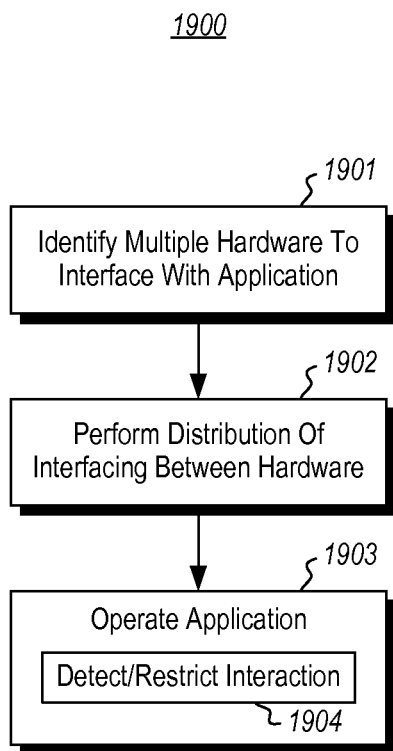 1900
1901
Identify Multiple Hardware To
Interface With Application
1902
Perform Distribution Of
Interfacing Between Hardware
1903
Operate Application
Detect/Restrict Interaction
1904